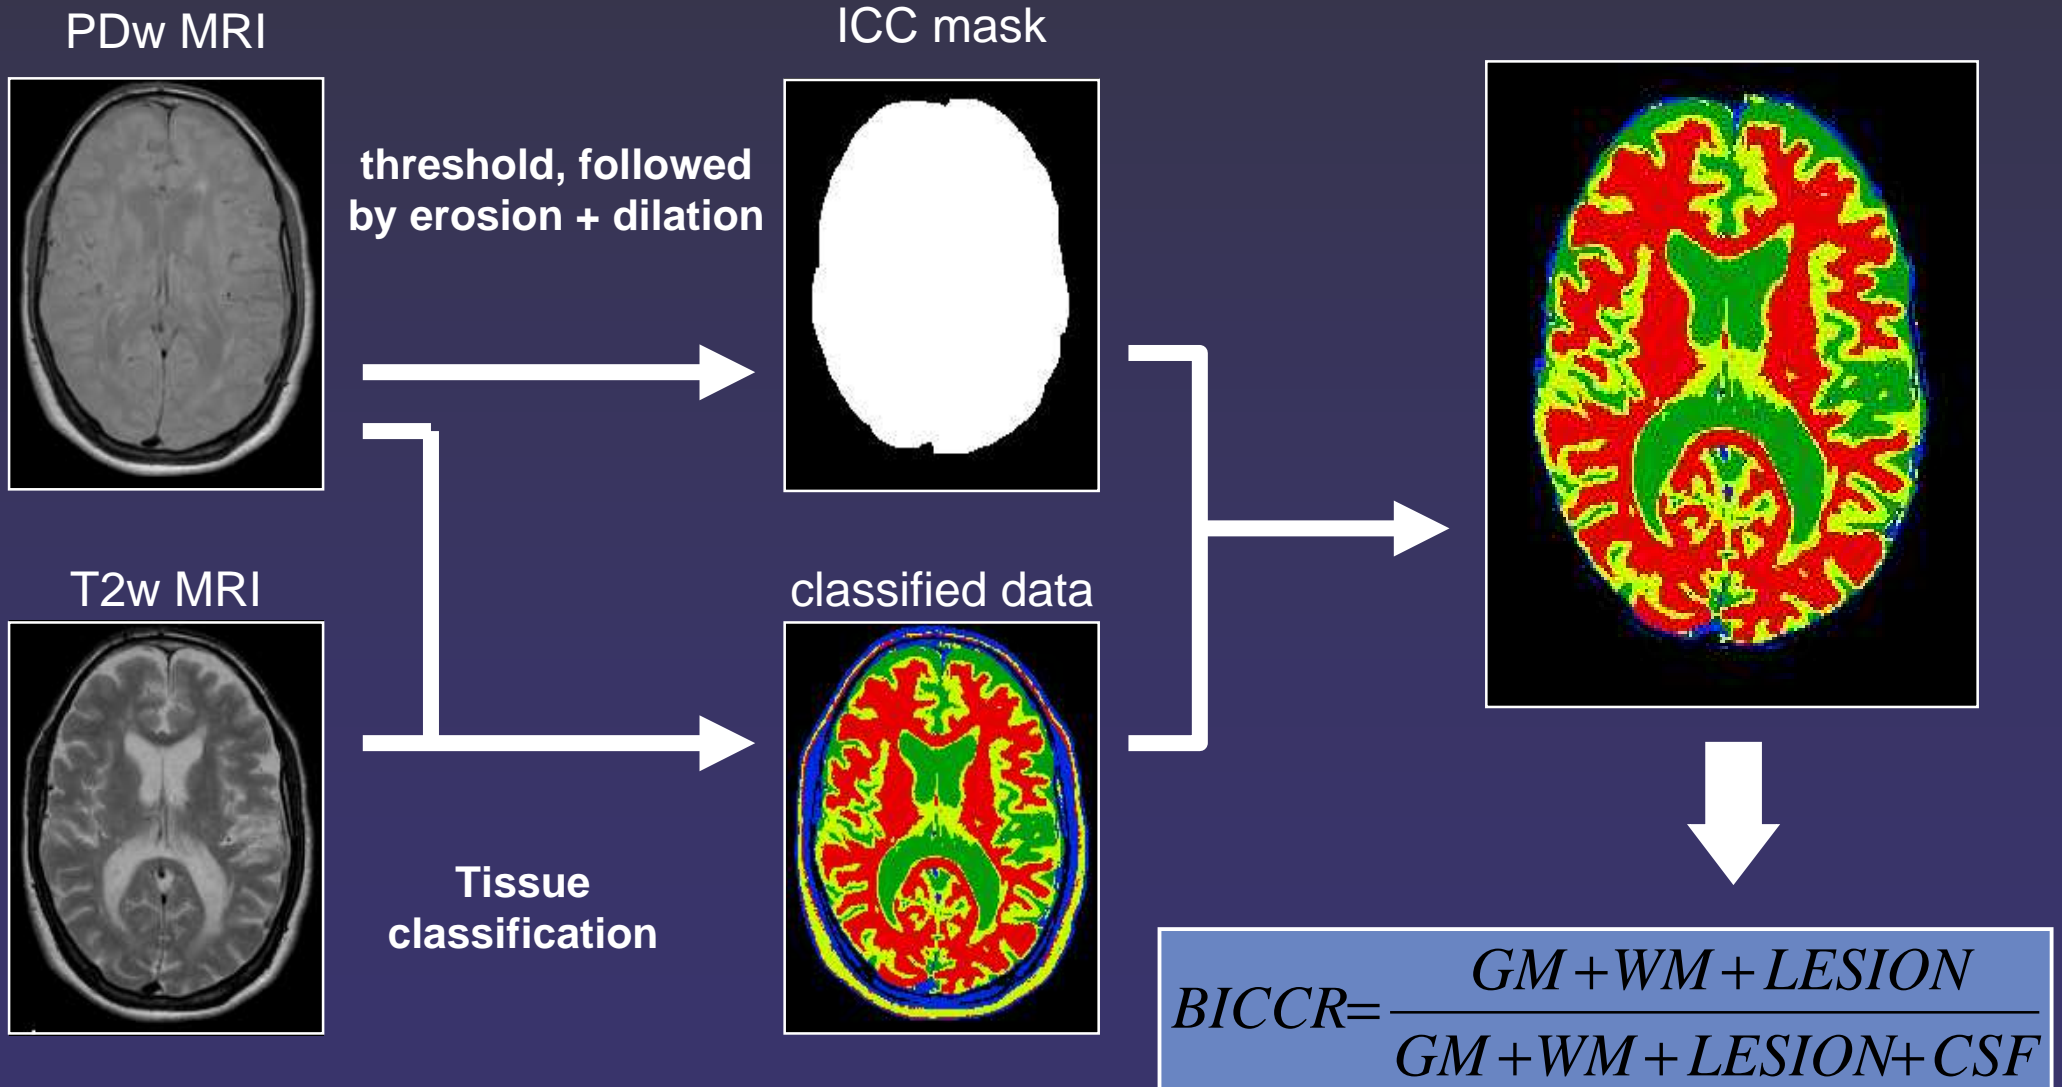 PDw MRI
ICC mask
threshold, followed
by erosion + dilation
T2w MRI
classified data
Tissue
classification
BICCR=
GM+WM+LESION
GM+WM+LESION+CSF